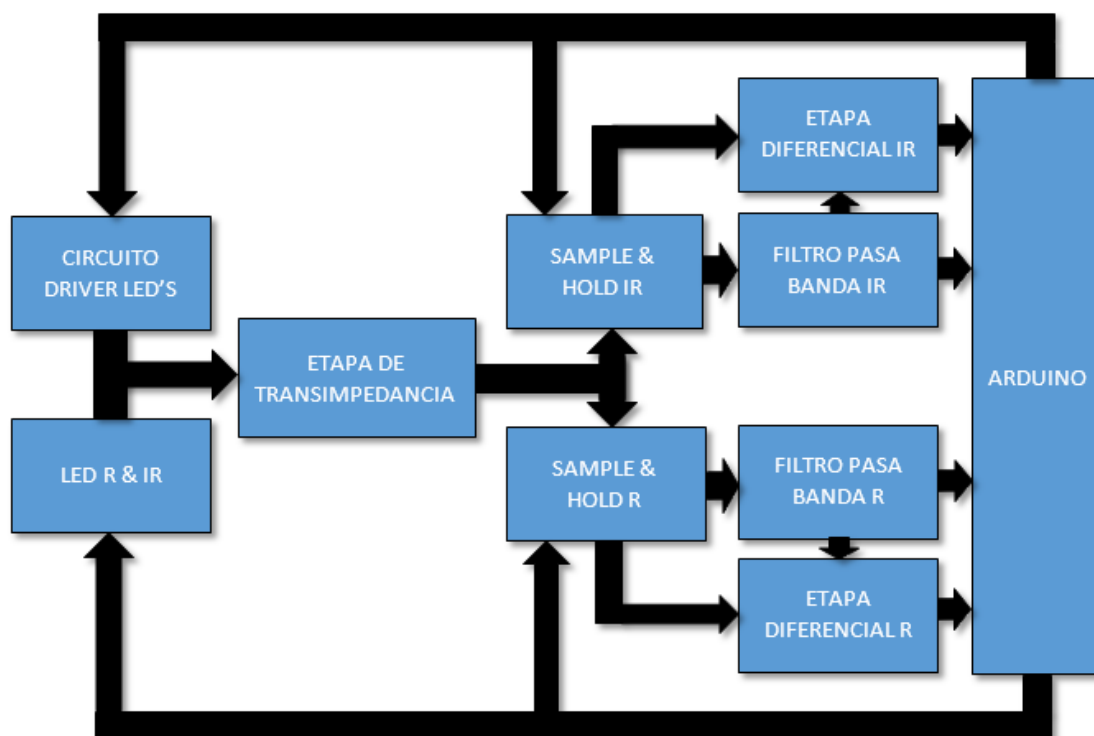 CIRCUITO
DRIVER LED'S
LED R & IR
ETAPA DE
TRANSIMPEDANCIA
SAMPLE &
HOLD IR
SAMPLE &
HOLD R
ETAPA
DIFERENCIAL IR
FILTRO PASA
BANDA IR
FILTRO PASA
BANDA R
ETAPA
DIFERENCIAL R
ARDUINO